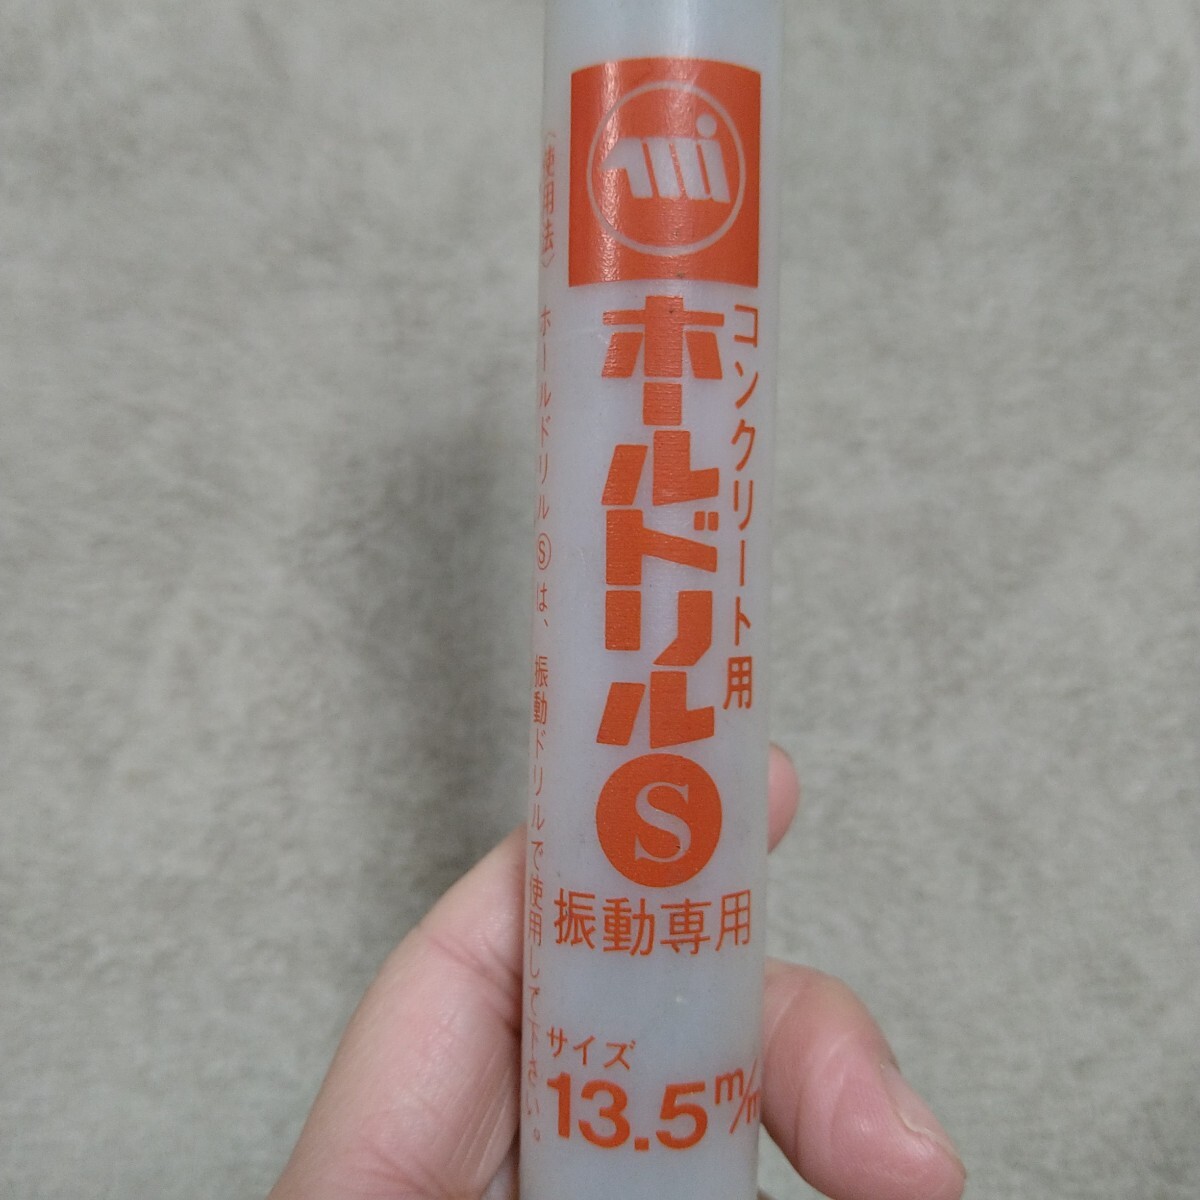 コンクリート用
ホールドリル
S
振動専用
サイズ
13.5m/m
〈使用法〉 ホールドリルⓈは、振動ドリルで使用して下さい。